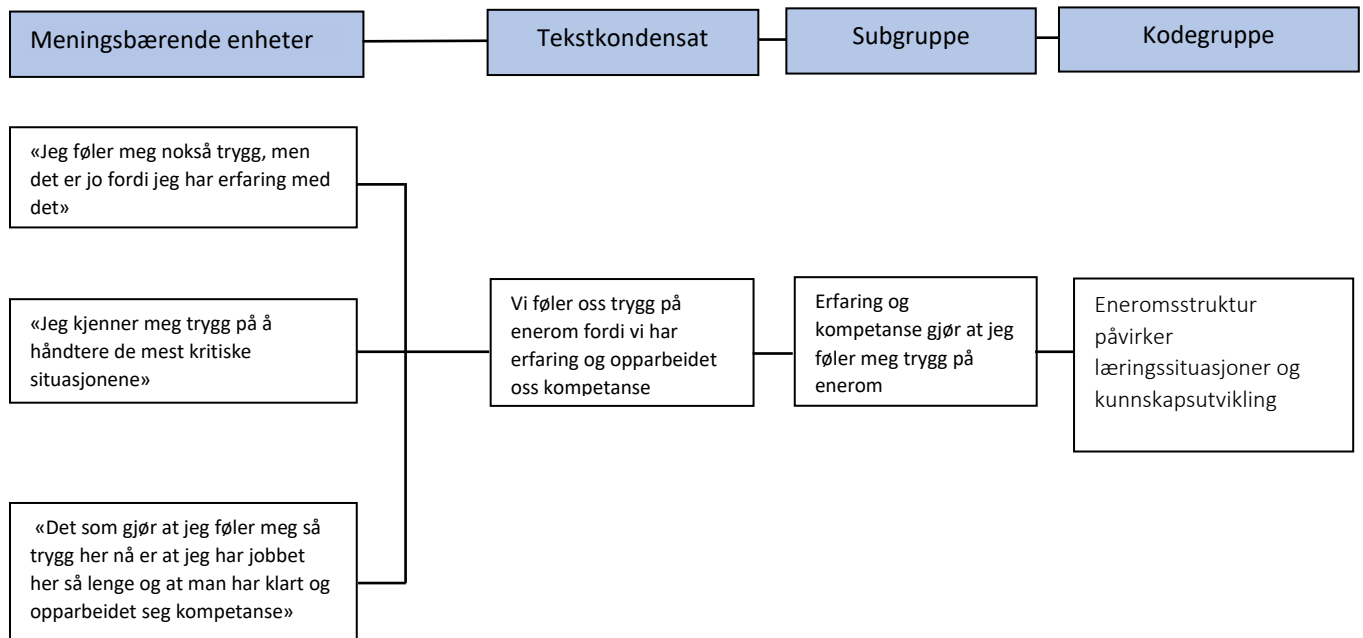 Meningsbærende enheter
Tekstkondensat
Subgruppe
Kodegruppe
«Jeg føler meg nokså trygg, men
det er jo fordi jeg har erfaring med
det»
«Jeg kjenner meg trygg på å
håndtere de mest kritiske
situasjonene»
«Det som gjør at jeg føler meg så
trygg her nå er at jeg har jobbet
her så lenge og at man har klart og
opparbeidet seg kompetanse»
Vi føler oss trygg på
enerom fordi vi har
erfaring og opparbeidet
oss kompetanse
Erfaring og
kompetanse gjør at jeg
føler meg trygg på
enerom
Eneromsstruktur
påvirker
læringssituasjoner og
kunnskapsutvikling